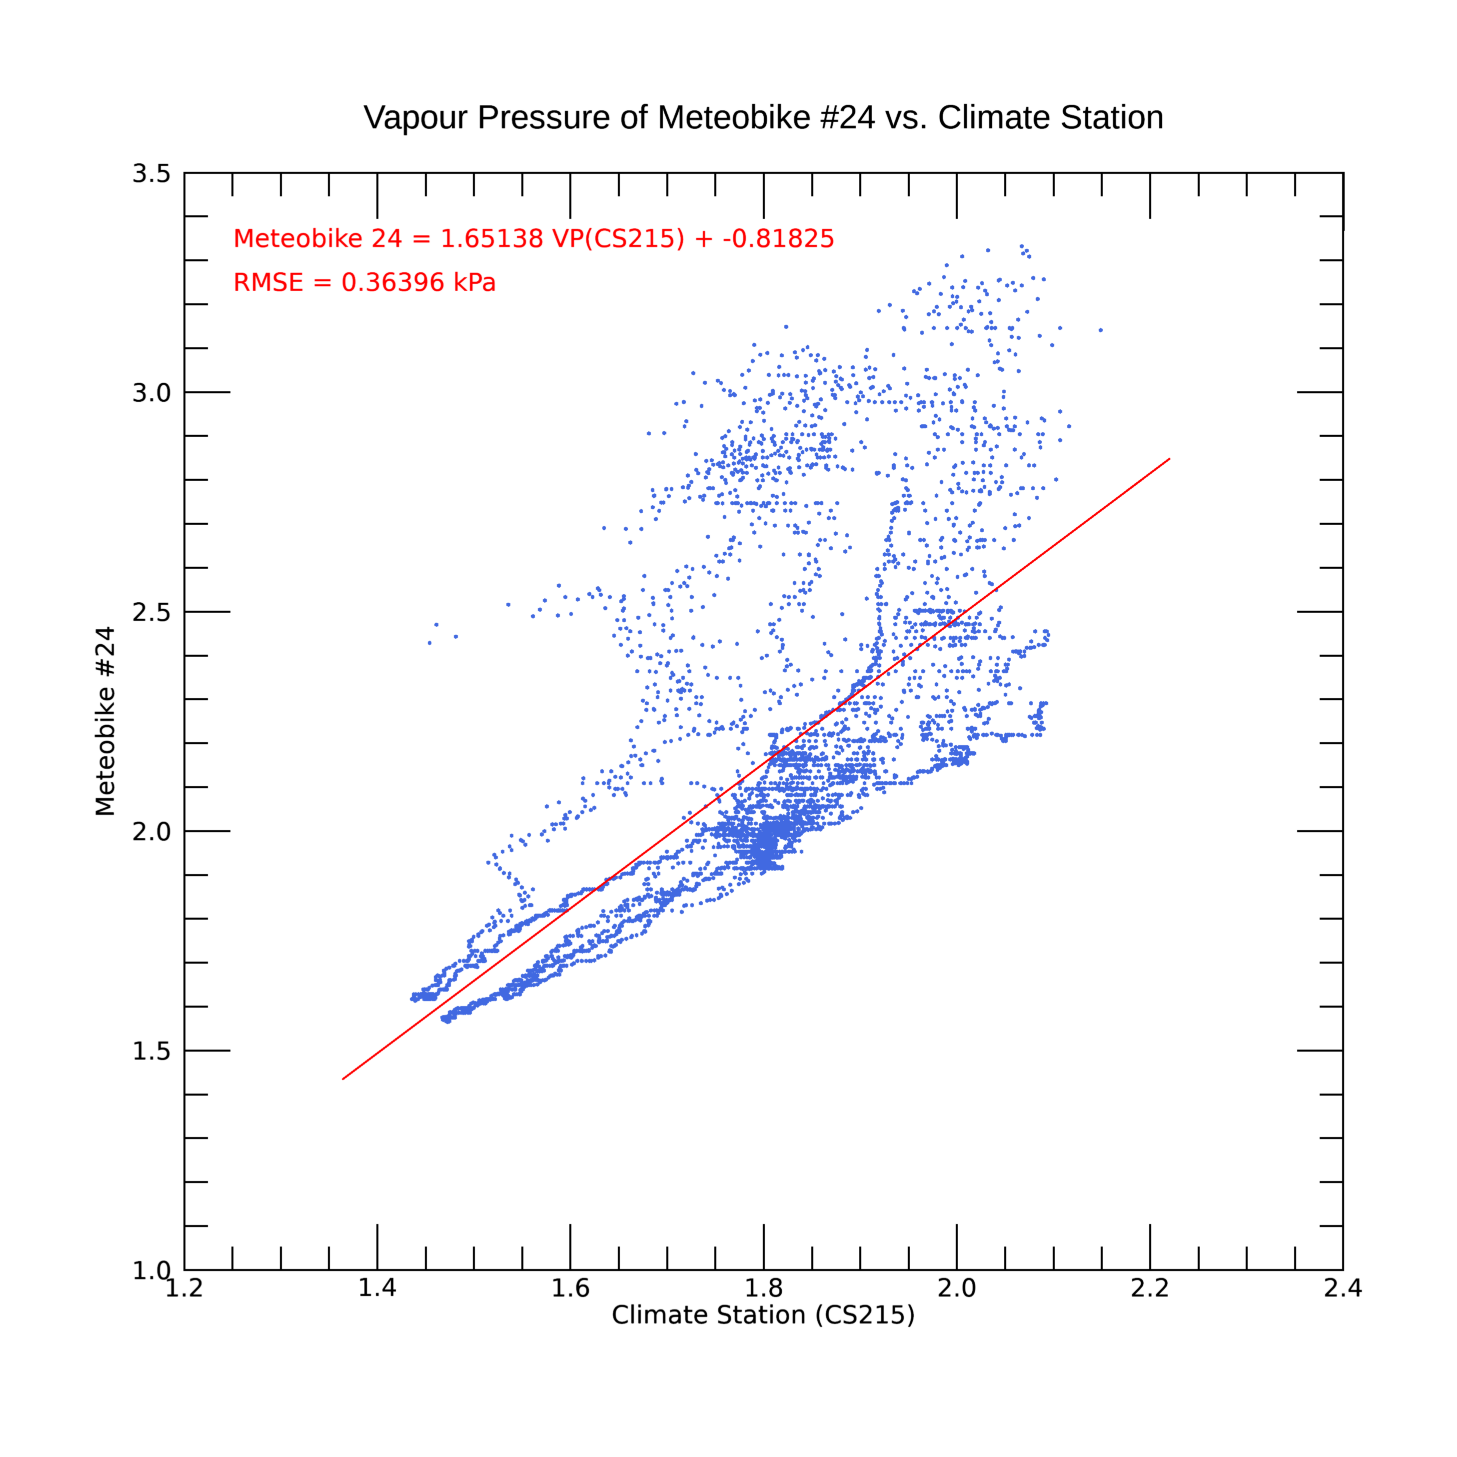 Vapour Pressure of Meteobike #24 vs. Climate Station
3.5
Meteobike 24 = 1.65138 VP(CS215) + -0.81825
RMSE = 0.36396 kPa
3.0
2.5
Meteobike #24
2.0
1.5
1.0
1.2 1.4 1.6 1.8 2.0 2.2 2.4
Climate Station (CS215)